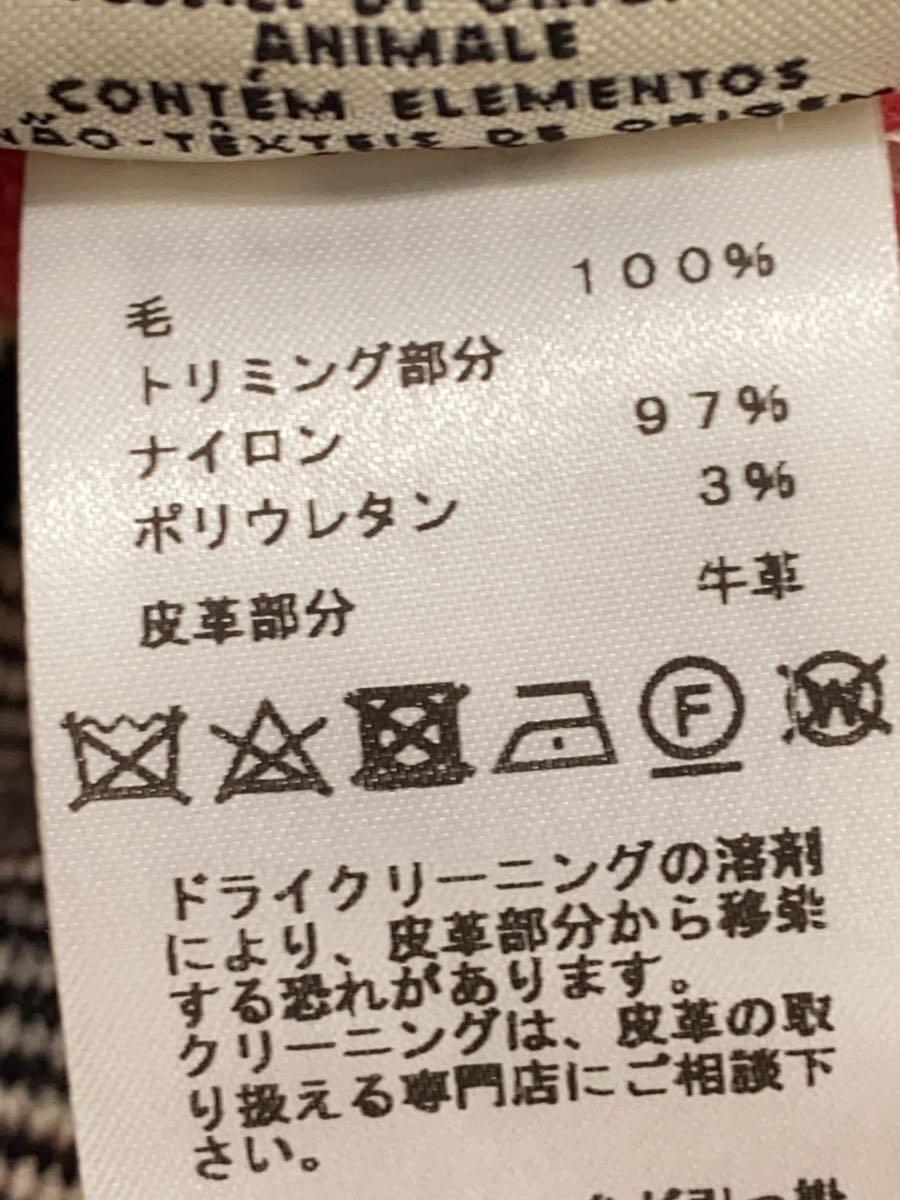 ANIMALE
CONTÉM ELEMENTOS
NÃO-TÊXTEIS DE ORIGEM
毛 100%
トリミング部分
ナイロン 97%
ポリウレタン 3%
皮革部分 牛革
F W
ドライクリーニングの溶剤
により、皮革部分から移染
する恐れがあります。
クリーニングは、皮革の取
り扱える専門店にご相談下
さい。